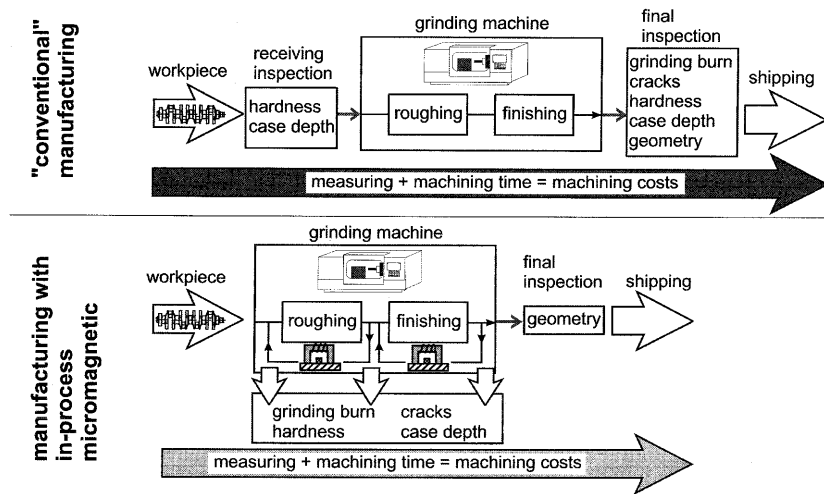 "conventional"
manufacturing
workpiece
receiving
inspection
hardness
case depth
grinding machine
roughing
finishing
final
inspection
grinding burn
cracks
hardness
case depth
geometry
shipping
measuring + machining time = machining costs
manufacturing with
in-process
micromagnetic
workpiece
grinding machine
roughing
finishing
final
inspection
geometry
shipping
grinding burn
hardness
cracks
case depth
measuring + machining time = machining costs